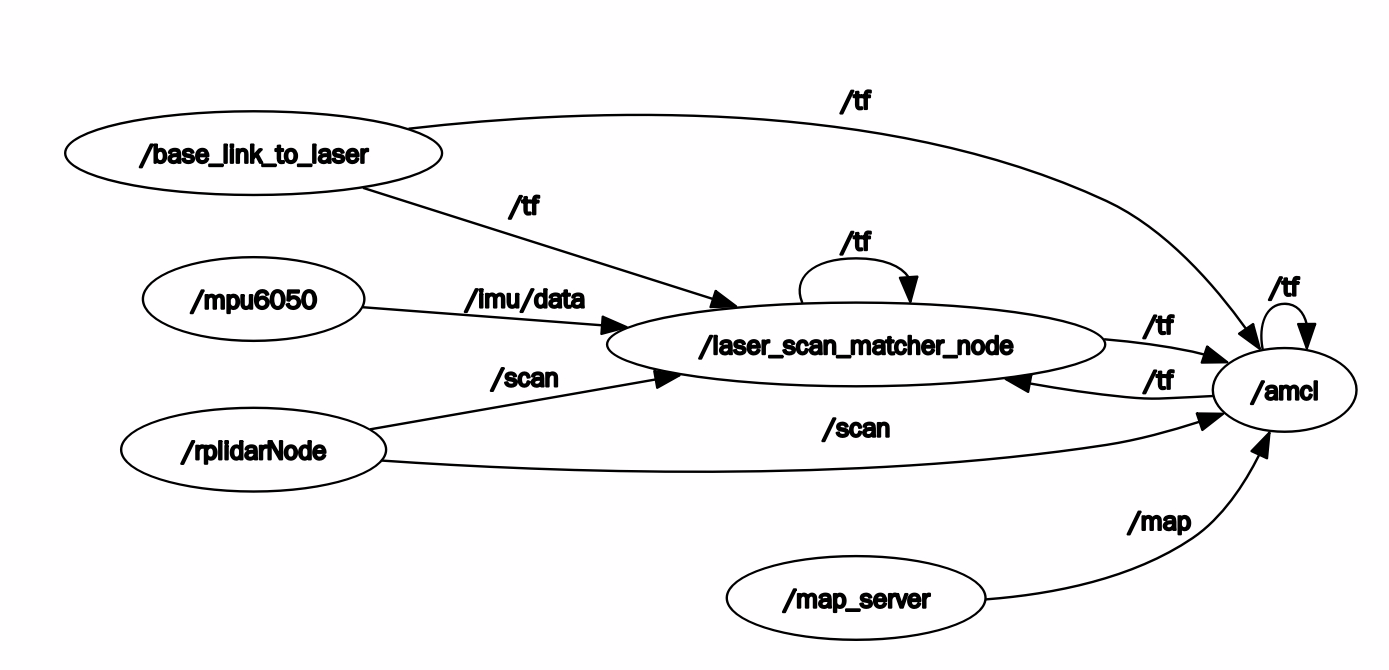 /tf
/base_link_to_laser
/tf
/tf
/tf
/mpu6050
/imu/data
/tf
/laser_scan_matcher_node
/scan
/tf
/amcl
/scan
/rplidarNode
/map
/map_server